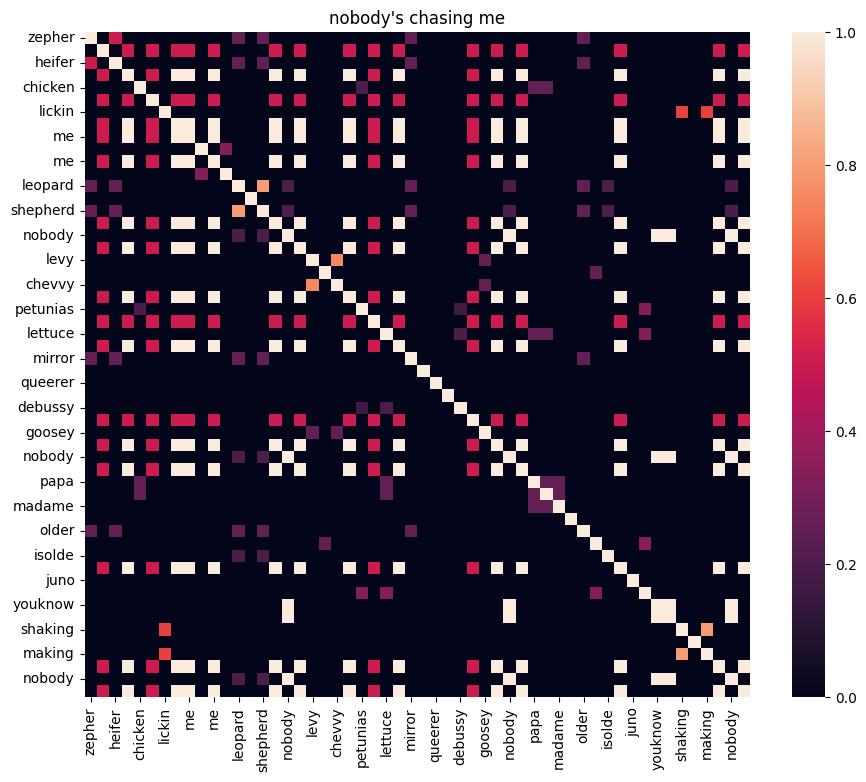 nobody's chasing me
zepher
heifer
chicken
lickin
me
me
leopard
shepherd
nobody
levy
chevvy
petunias
lettuce
mirror
queerer
debussy
goosey
nobody
papa
madame
older
isolde
juno
youknow
shaking
making
nobody
zepher
heifer
chicken
lickin
me
me
leopard
shepherd
nobody
levy
chevvy
petunias
lettuce
mirror
queerer
debussy
goosey
nobody
papa
madame
older
isolde
juno
youknow
shaking
making
nobody
1.0
0.8
0.6
0.4
0.2
0.0